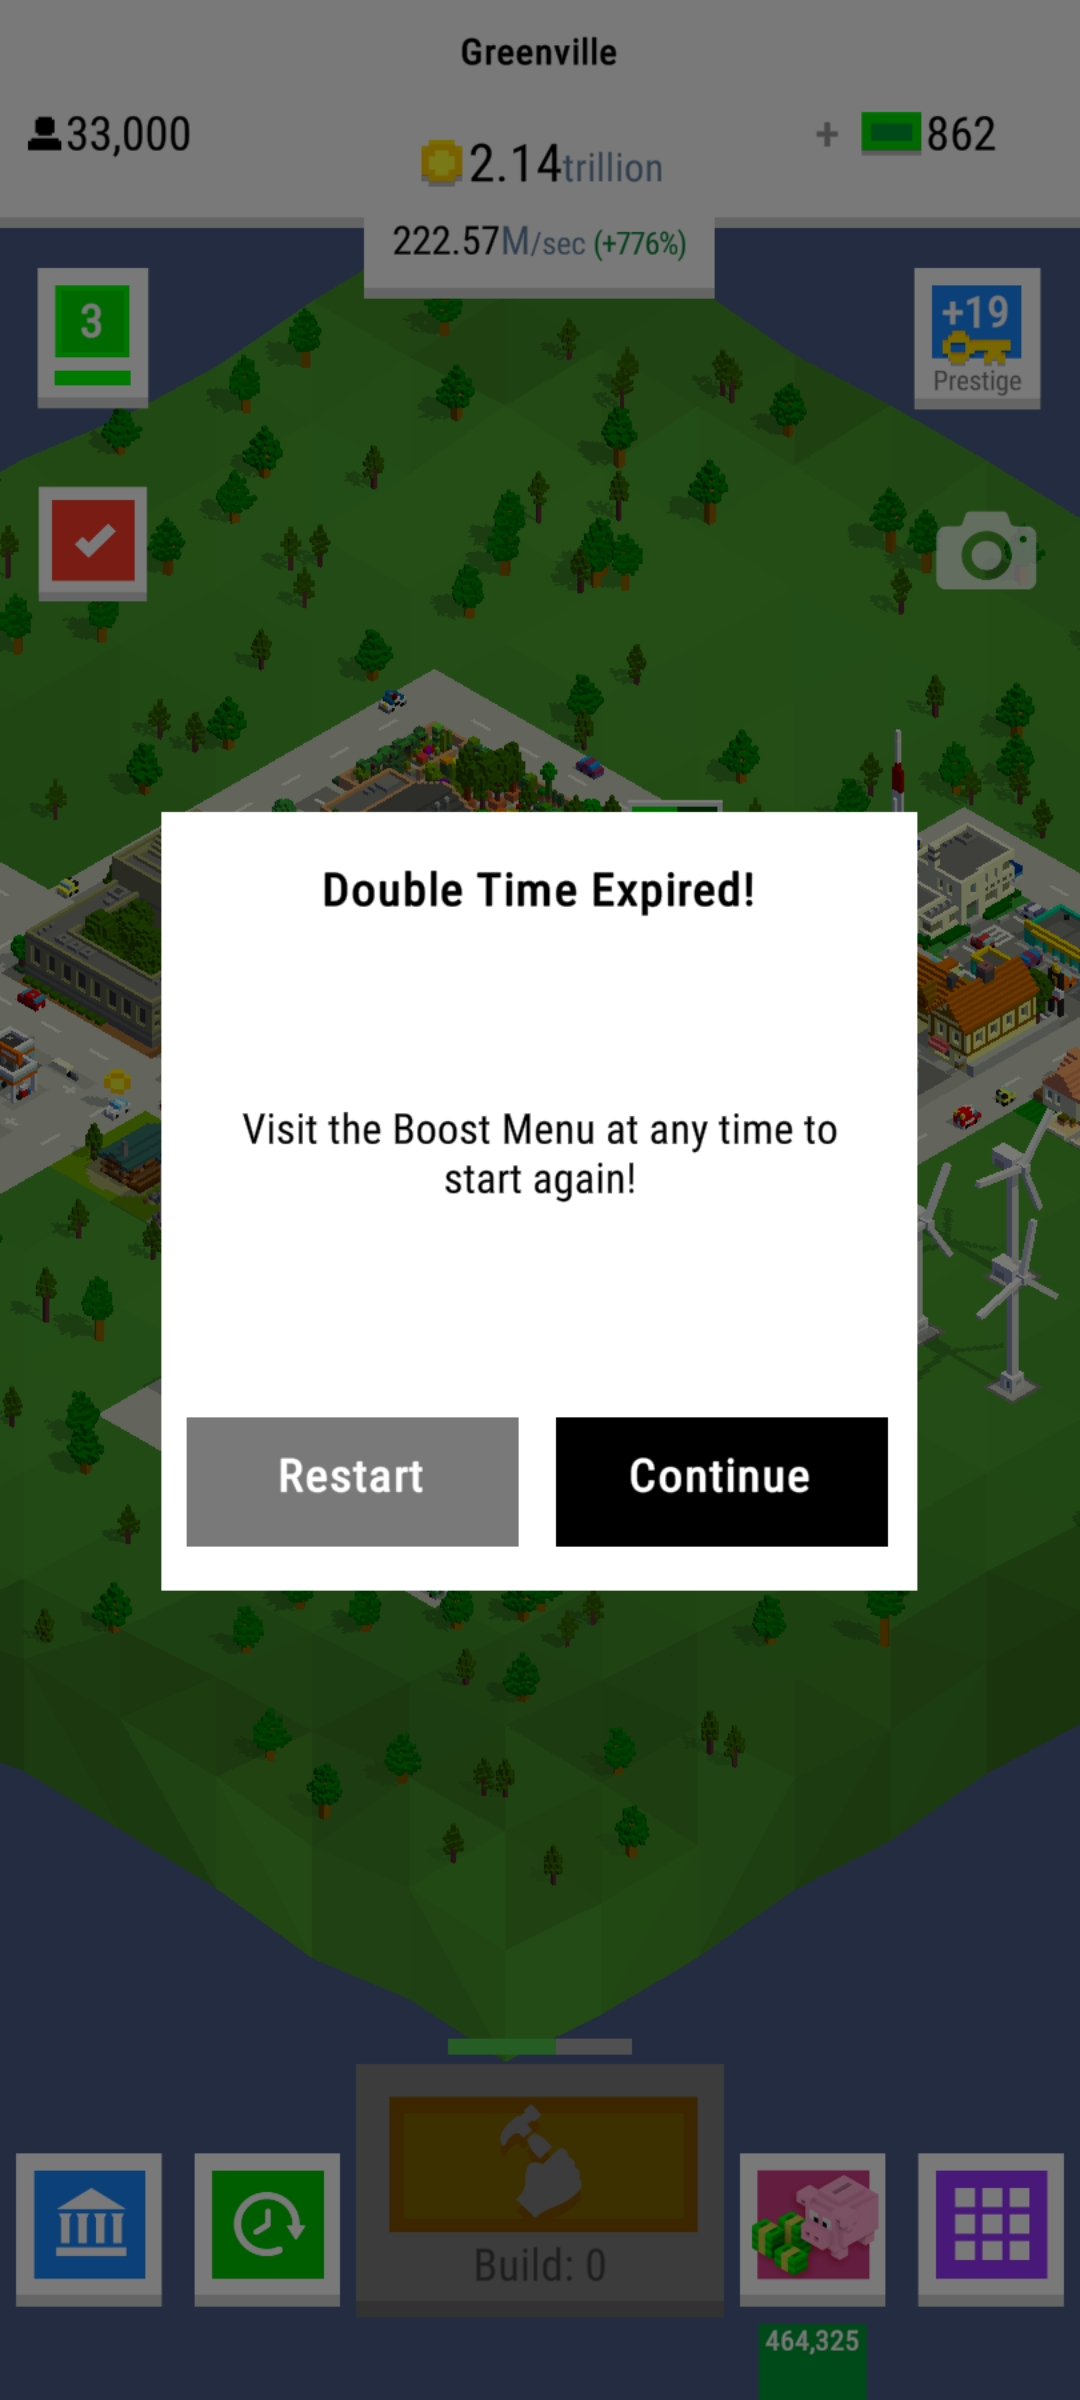 Greenville
33,000
2.14trillion
+ 862
222.57M/sec (+776%)
3
+19
Prestige
Double Time Expired!
Visit the Boost Menu at any time to
start again!
Restart
Continue
Build: 0
464,325